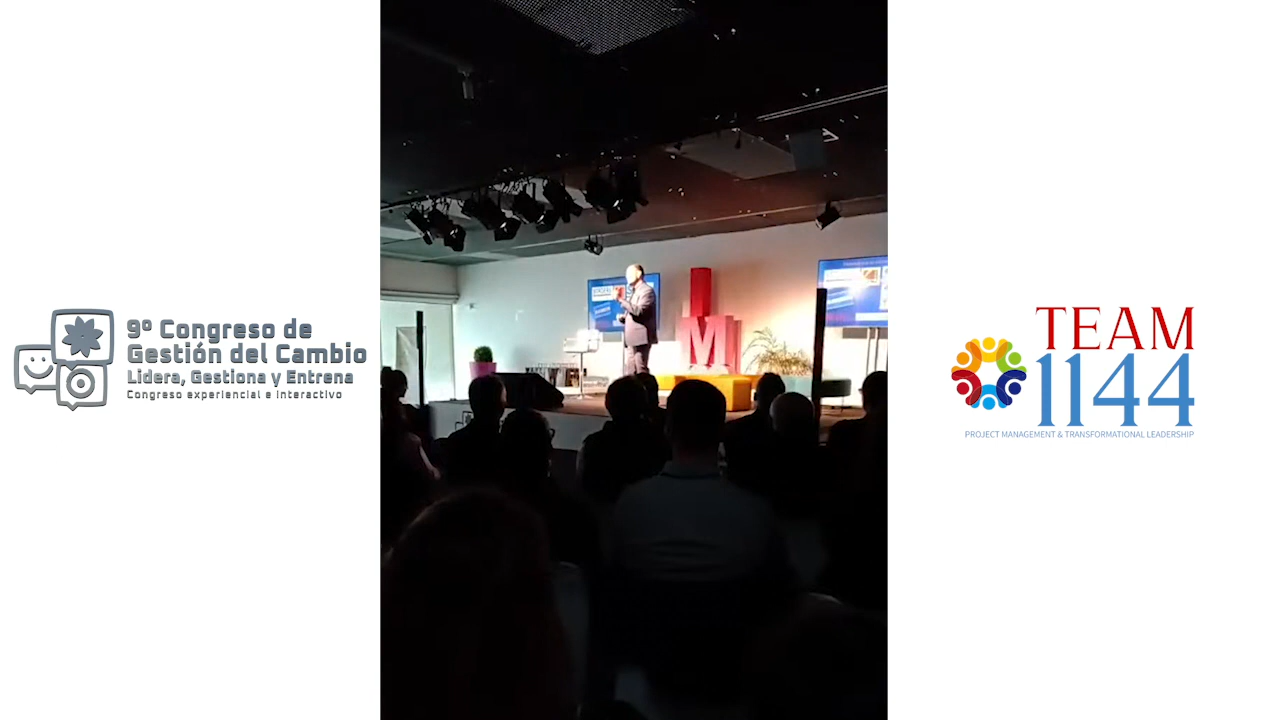 9º Congreso de
Gestión del Cambio
Lidera, Gestiona y Entrena
Congreso experiencial e interactivo
M
TEAM
1144
PROJECT MANAGEMENT & TRANSFORMATIONAL LEADERSHIP